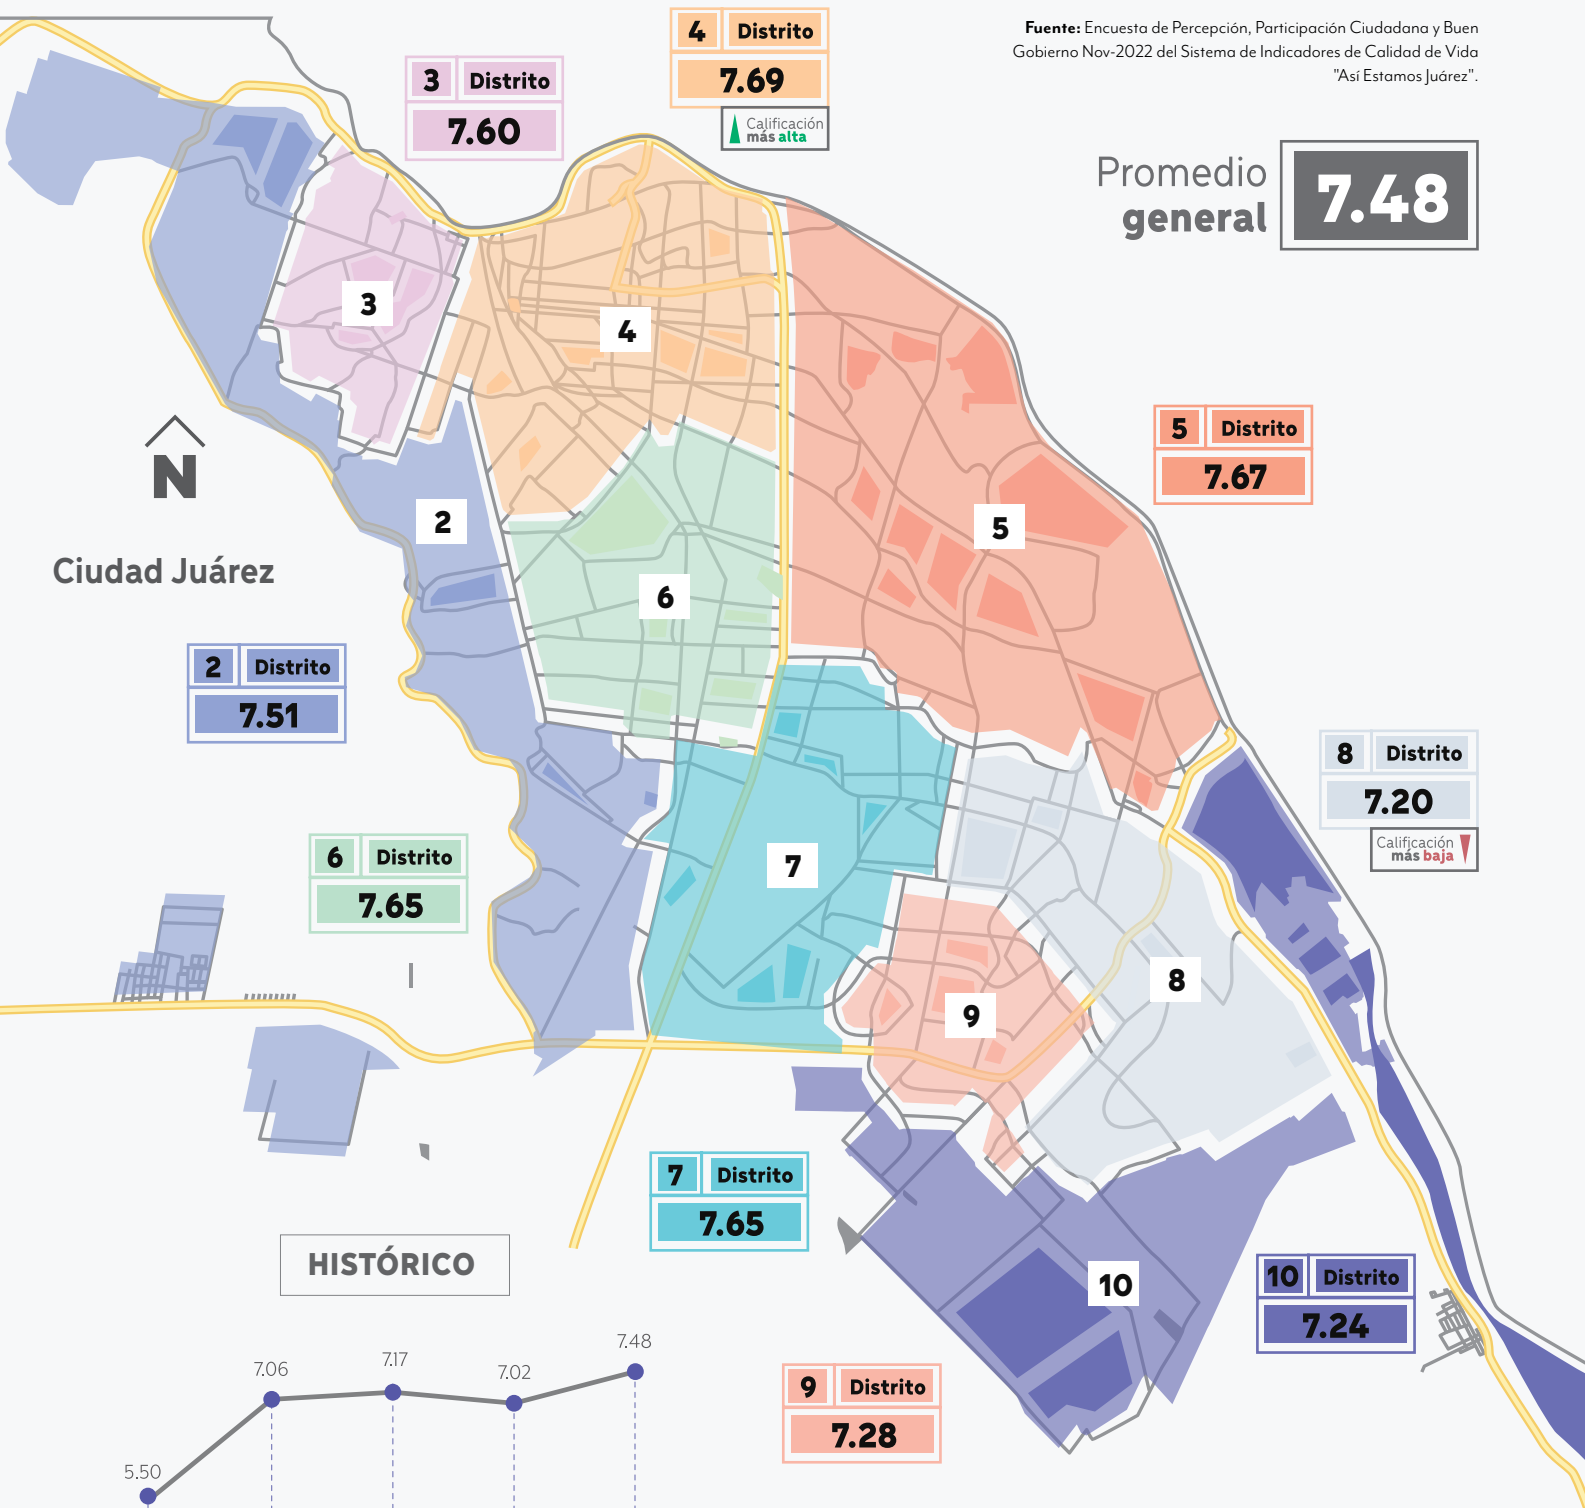 Fuente: Encuesta de Percepción, Participación Ciudadana y Buen
Gobierno Nov-2022 del Sistema de Indicadores de Calidad de Vida
"Así Estamos Juárez".
4 Distrito
7.69
Calificación
más alta
3 Distrito
7.60
Promedio
general
7.48
3
4
5 Distrito
7.67
N
2
5
Ciudad Juárez
6
2 Distrito
7.51
8 Distrito
7.20
Calificación
más baja
6 Distrito
7.65
7
8
9
7 Distrito
7.65
HISTÓRICO
10
10 Distrito
7.24
9 Distrito
7.28
5.50
7.06
7.17
7.02
7.48